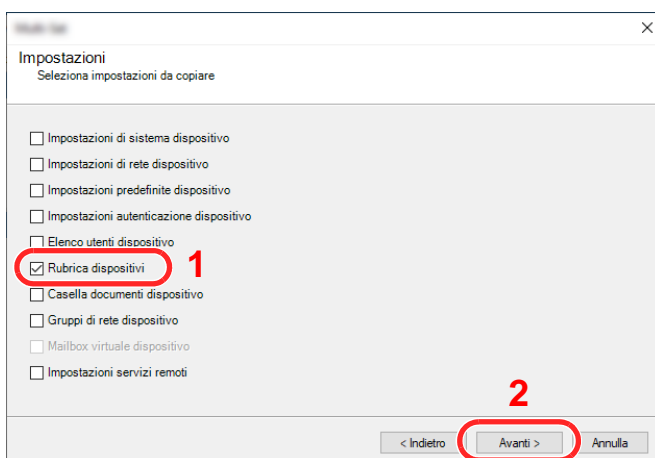 Impostazioni
Seleziona impostazioni da copiare
Impostazioni di sistema dispositivo
Impostazioni di rete dispositivo
Impostazioni predefinite dispositivo
Impostazioni autenticazione dispositivo
Elenco utenti dispositivo
Rubrica dispositivi 1
Casella documenti dispositivo
Gruppi di rete dispositivo
Mailbox virtuale dispositivo
Impostazioni servizi remoti
2
< Indietro Avanti > Annulla